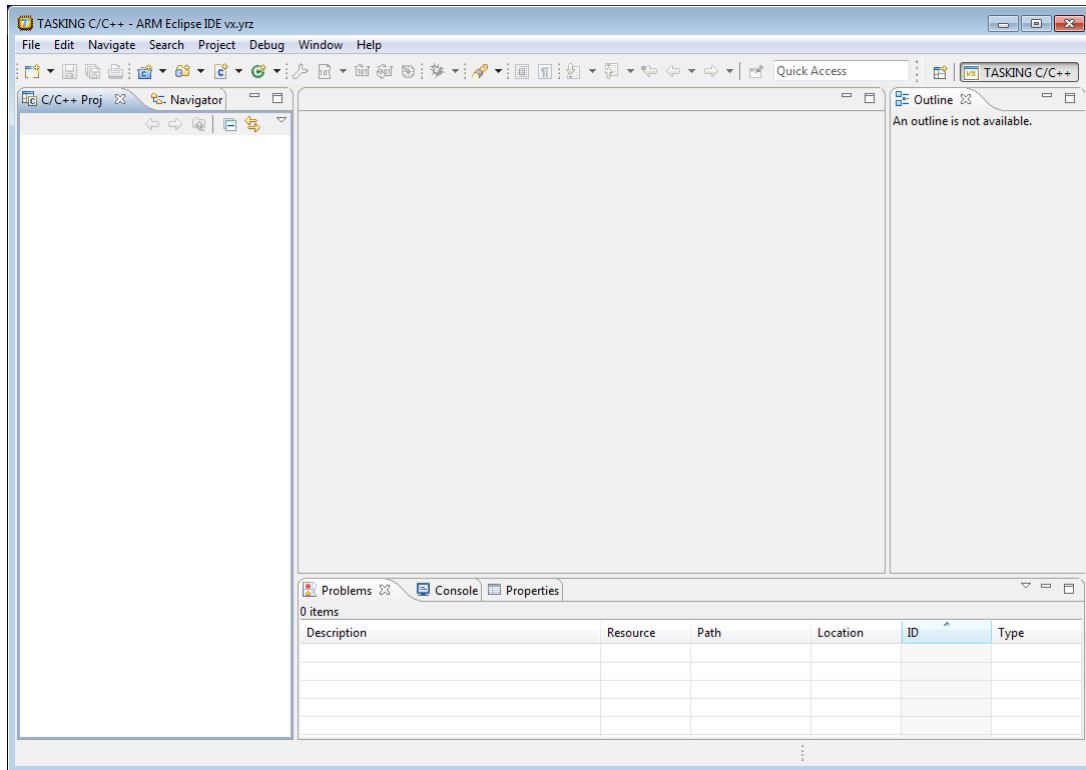 TASKING C/C++ - ARM Eclipse IDE vx.yrz
File Edit Navigate Search Project Debug Window Help
Quick Access
TASKING C/C++
C/C++ Proj
Navigator
Outline
An outline is not available.
Problems
Console
Properties
0 items
Description Resource Path Location ID Type